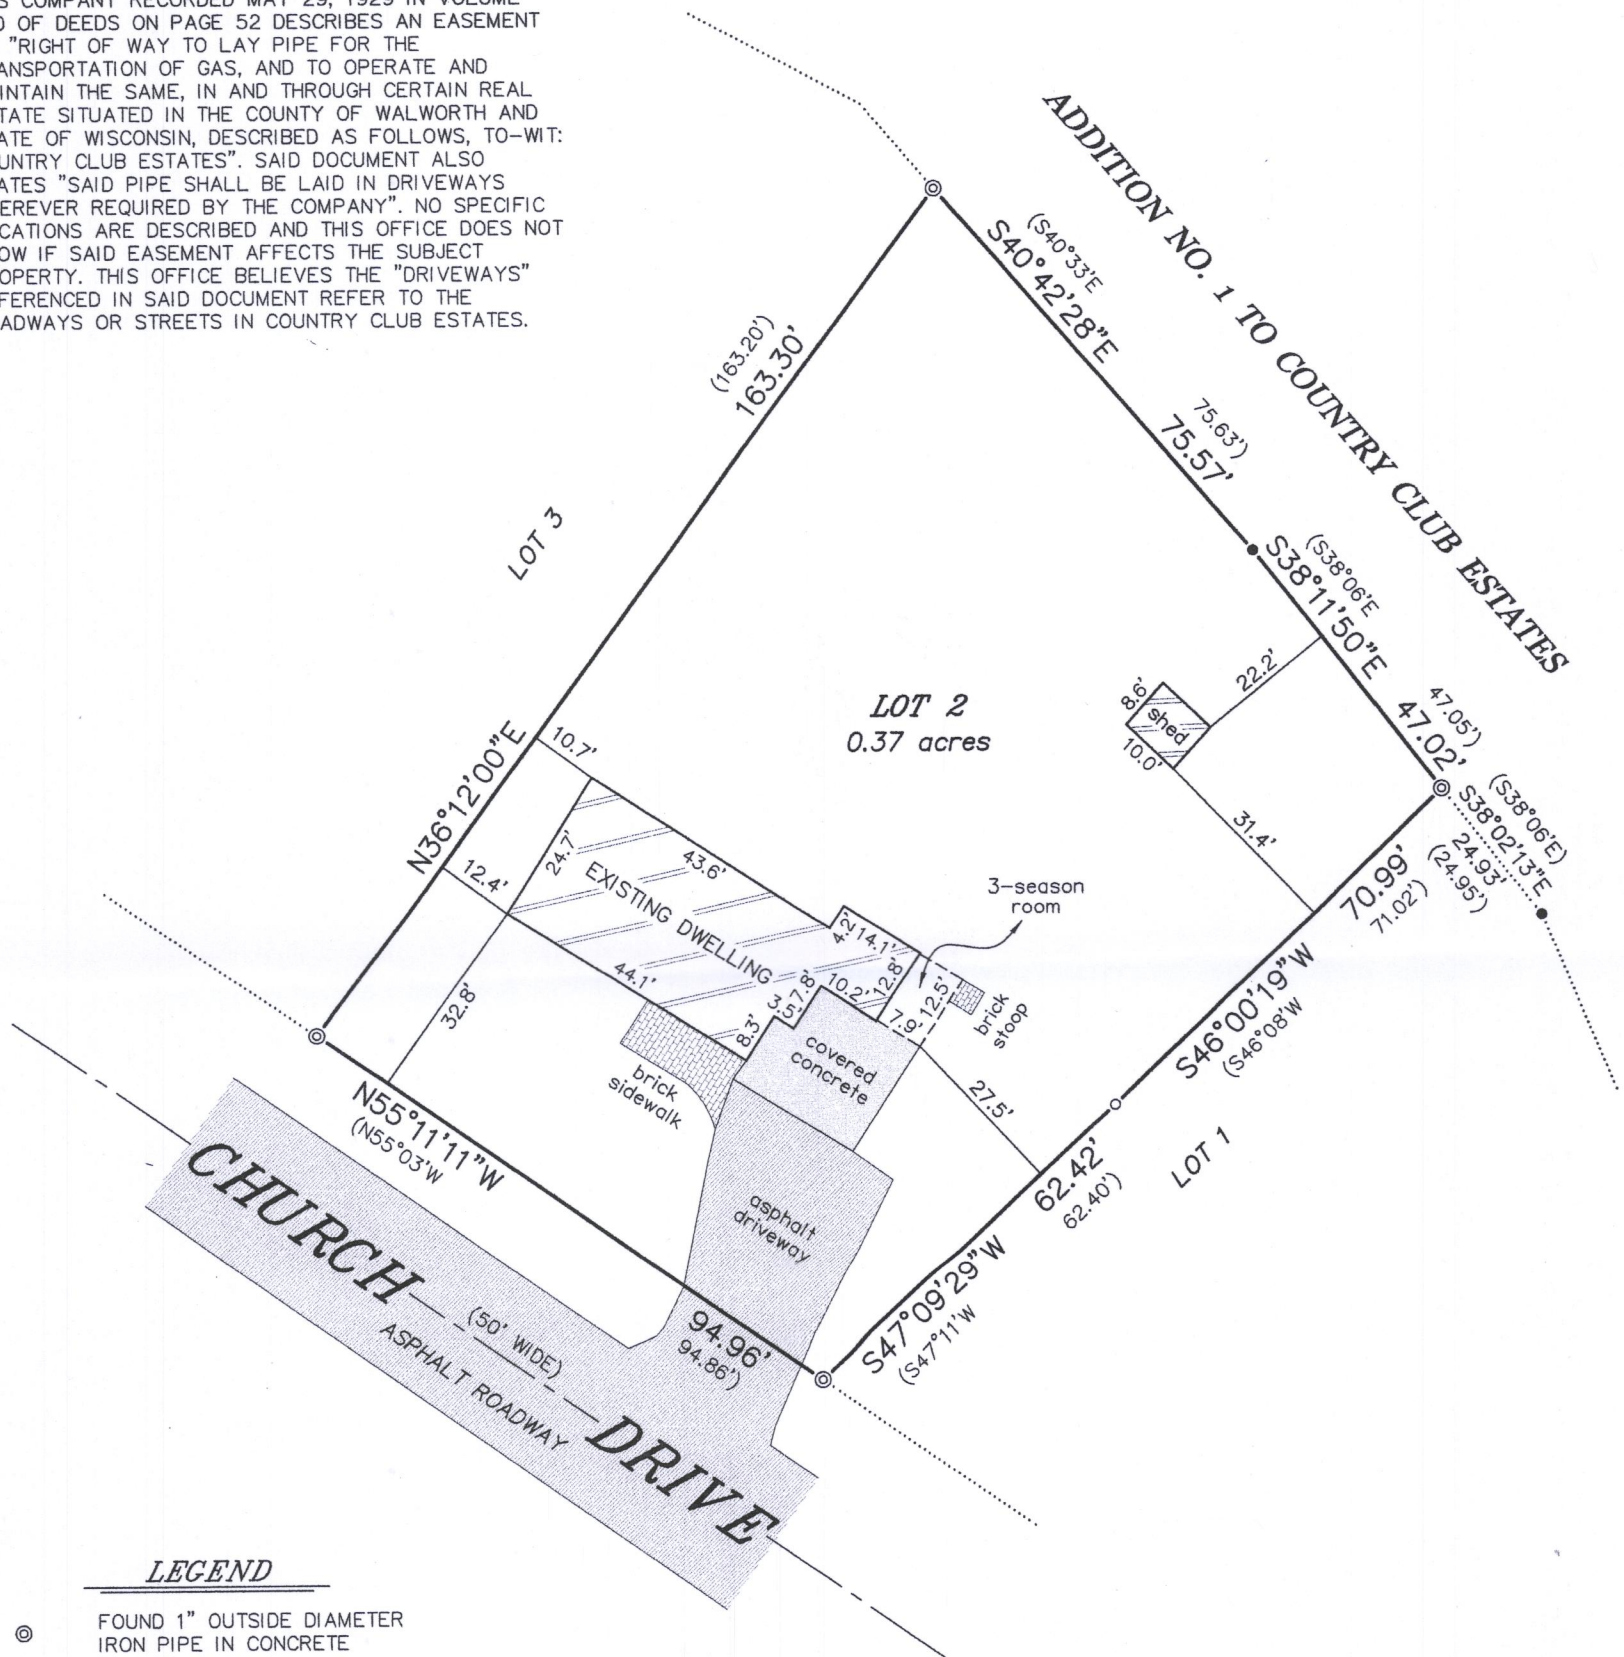 COMPANY RECORDED MAY 29, 1929 IN VOLUME
OF DEEDS ON PAGE 52 DESCRIBES AN EASEMENT
"RIGHT OF WAY TO LAY PIPE FOR THE
ANSPORTATION OF GAS, AND TO OPERATE AND
INTAIN THE SAME, IN AND THROUGH CERTAIN REAL
TATE SITUATED IN THE COUNTY OF WALWORTH AND
ATE OF WISCONSIN, DESCRIBED AS FOLLOWS, TO-WIT:
UNTRY CLUB ESTATES". SAID DOCUMENT ALSO
ATES "SAID PIPE SHALL BE LAID IN DRIVEWAYS
EREVER REQUIRED BY THE COMPANY". NO SPECIFIC
CATIONS ARE DESCRIBED AND THIS OFFICE DOES NOT
OW IF SAID EASEMENT AFFECTS THE SUBJECT
OPERTY. THIS OFFICE BELIEVES THE "DRIVEWAYS"
FERENCED IN SAID DOCUMENT REFER TO THE
ADWAYS OR STREETS IN COUNTRY CLUB ESTATES.
ADDITION NO. 1 TO COUNTRY CLUB ESTATES
(S40°33'E
S40°42'28"E
75.63')
75.57'
(163.20')
163.30'
LOT 3
N36°12'00"E
(S38°06'E
S38°11'50"E
47.05')
47.02'
(S38°06'E)
S38°02'13"E
24.93'
(24.95')
LOT 2
0.37 acres
8.6'
shed
10.0'
22.2'
31.4'
70.99'
71.02')
S46°00'19"W
(S46°08'W
10.7'
12.4'
24.7'
43.6'
EXISTING DWELLING
44.1'
32.8'
4.2'
14.1'
12.8'
10.2'
7.8'
3.5'
8.3'
7.9'
12.5'
3-season
room
brick
stoop
covered
concrete
brick
sidewalk
27.5'
asphalt
driveway
62.42'
62.40')
LOT 1
S47°09'29"W
(S47°11'W
N55°11'11"W
(N55°03'W
94.96'
94.86')
CHURCH
(50' WIDE)
ASPHALT ROADWAY
DRIVE
LEGEND
FOUND 1" OUTSIDE DIAMETER
IRON PIPE IN CONCRETE